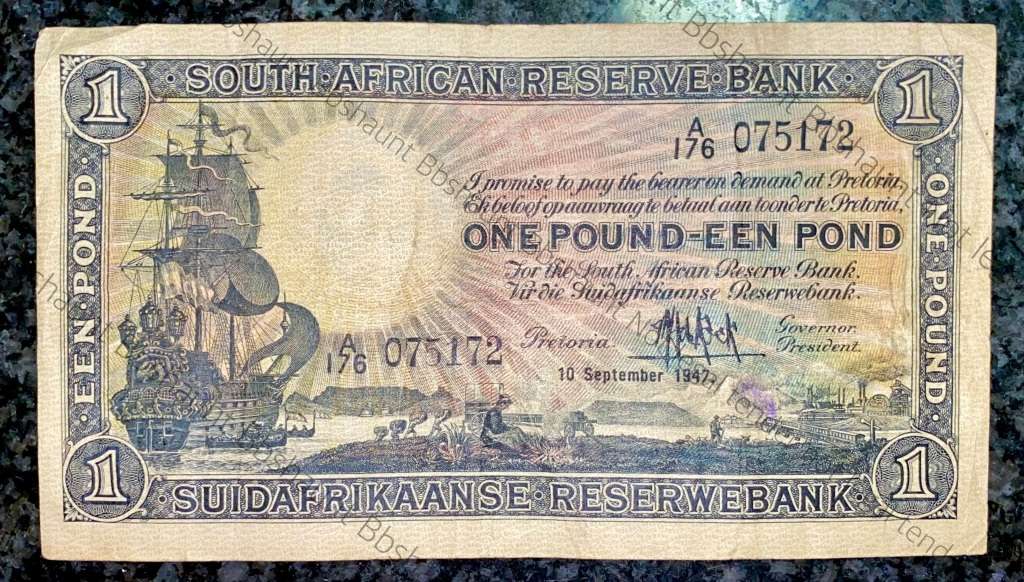 1 SOUTH·AFRICAN·RESERVE·BANK 1
A/176 075172
I promise to pay the bearer on demand at Pretoria,
Ek beloof op aanvraag te betaal aan toonder te Pretoria,
ONE POUND-EEN POND
For the South African Reserve Bank.
Vir die Suidafrikaanse Reserwebank.
EEN·POND
ONE·POUND
A/176 075172
Pretoria
Governor.
President.
10 September 1947.
1 SUIDAFRIKAANSE·RESERWEBANK 1
Bbshaunt